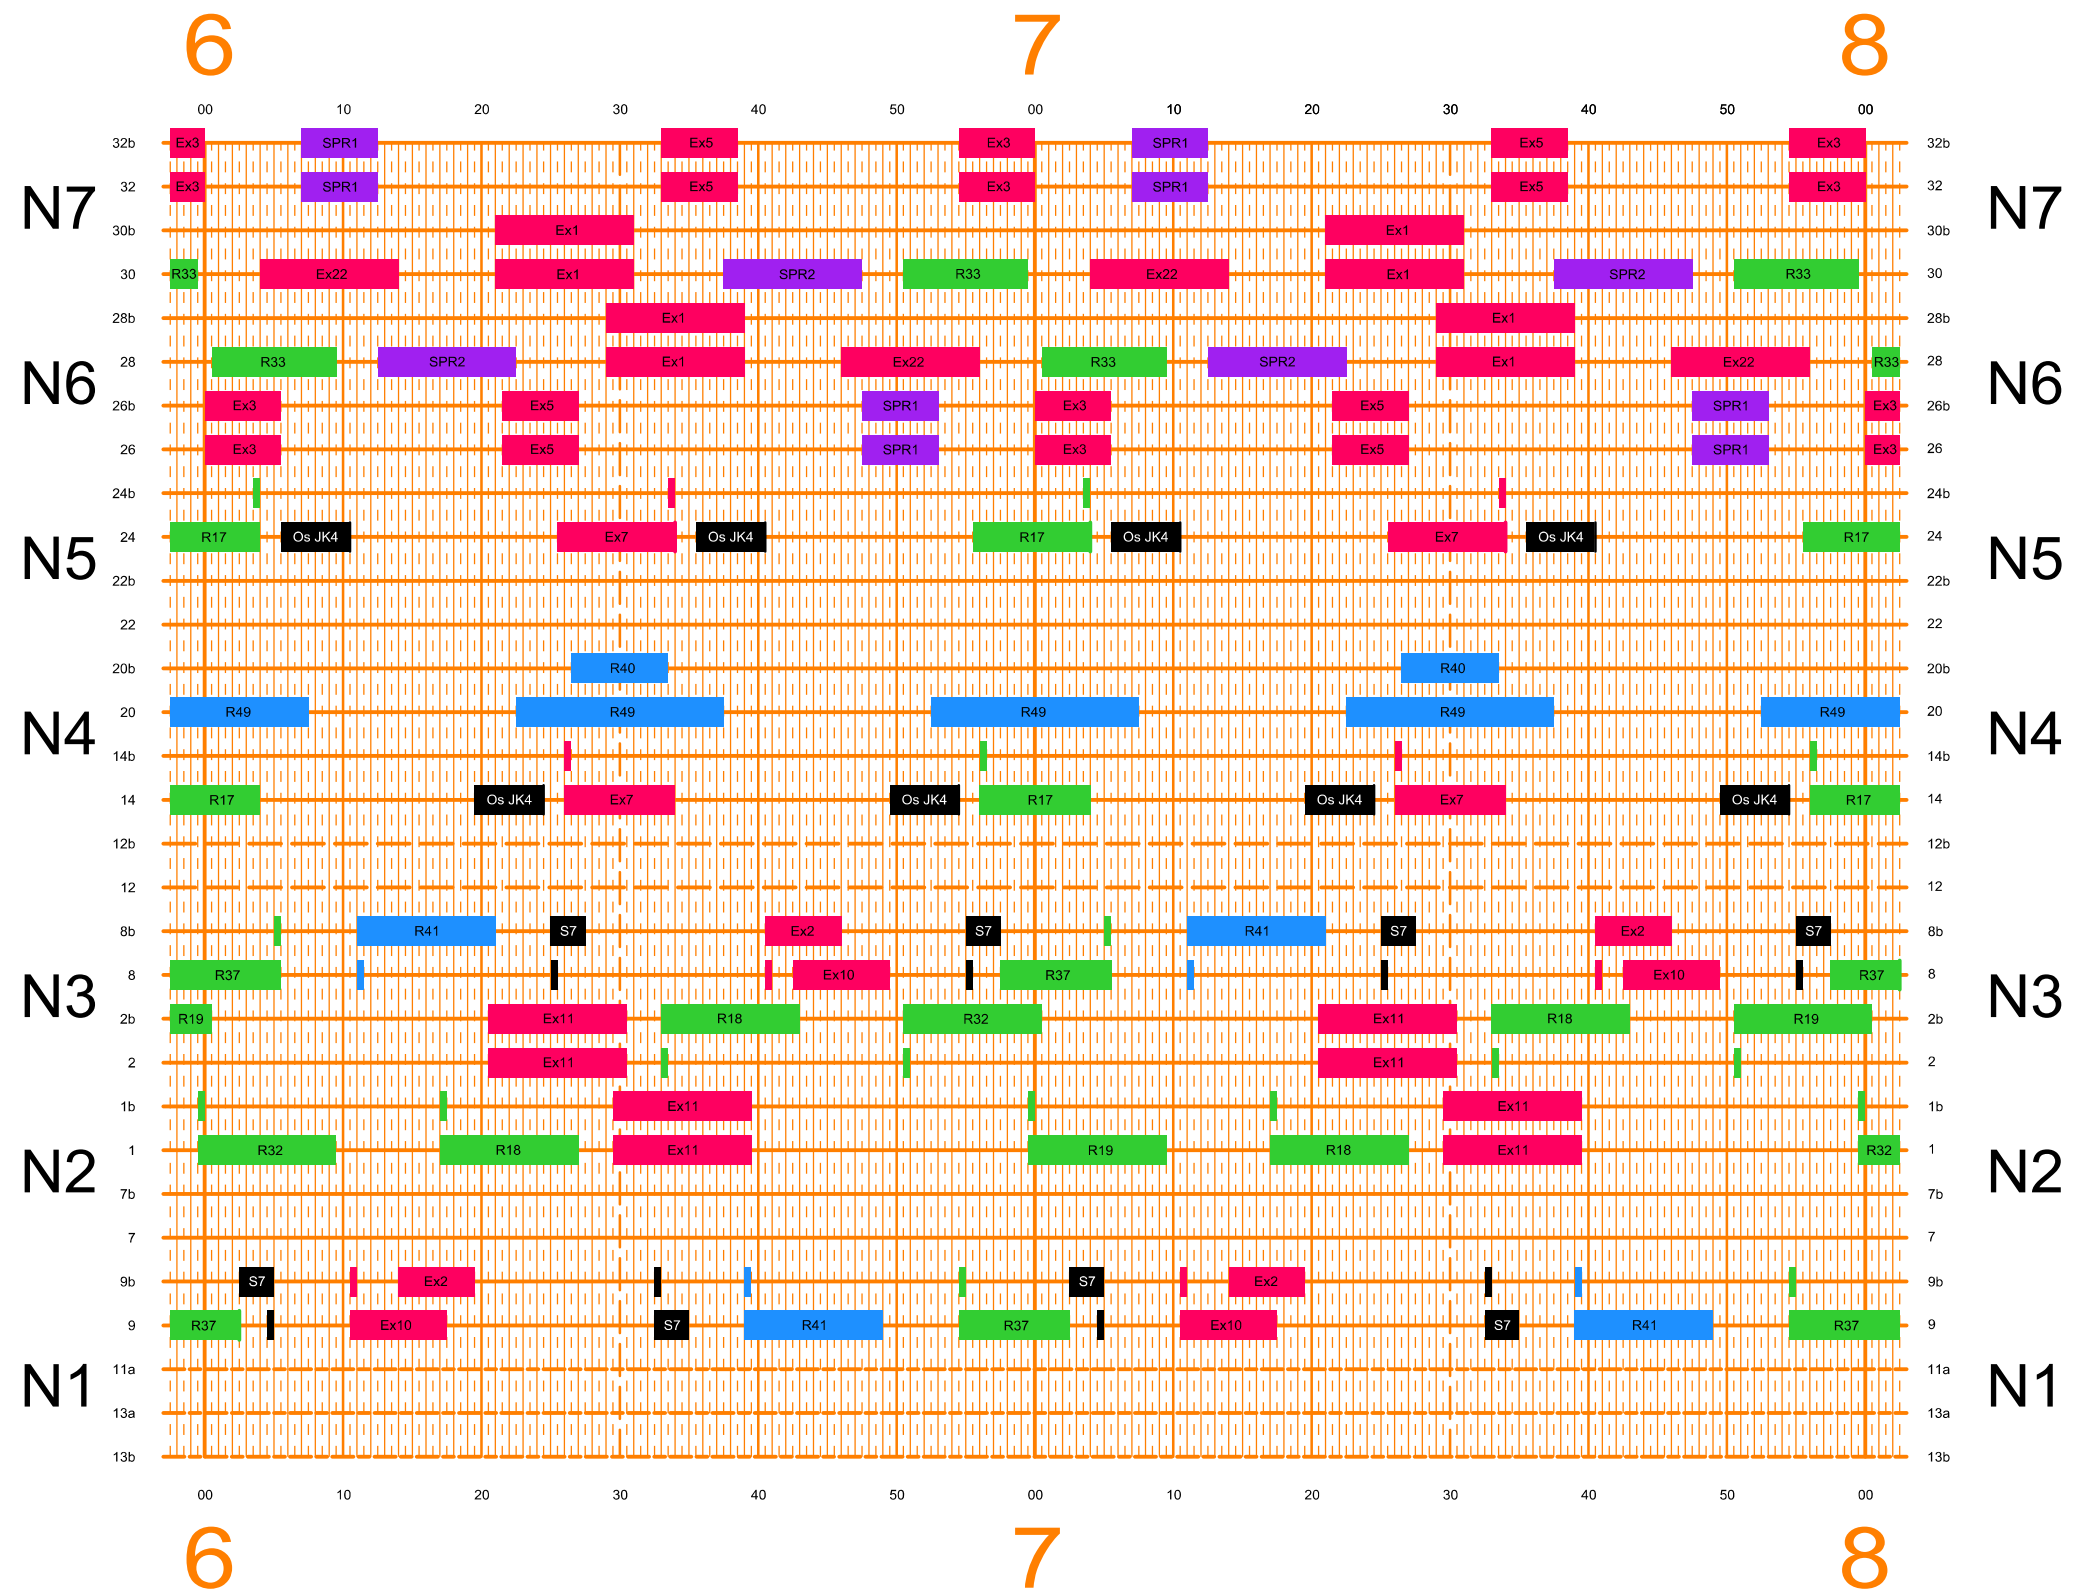 6 7 8
00 10 20 30 40 50 00 10 20 30 40 50 00
32b Ex3 SPR1 Ex5 Ex3 SPR1 Ex5 Ex3 32b
32 Ex3 SPR1 Ex5 Ex3 SPR1 Ex5 Ex3 32
N7 N7
30b Ex1 Ex1 30b
30 R33 Ex22 Ex1 SPR2 R33 Ex22 Ex1 SPR2 R33 30
28b Ex1 Ex1 28b
28 R33 SPR2 Ex1 Ex22 R33 SPR2 Ex1 Ex22 R33 28
N6 N6
26b Ex3 Ex5 SPR1 Ex3 Ex5 SPR1 Ex3 26b
26 Ex3 Ex5 SPR1 Ex3 Ex5 SPR1 Ex3 26
24b 24b
24 R17 Os JK4 Ex7 Os JK4 R17 Os JK4 Ex7 Os JK4 R17 24
N5 N5
22b 22b
22 22
20b R40 R40 20b
20 R49 R49 R49 R49 R49 20
N4 N4
14b 14b
14 R17 Os JK4 Ex7 Os JK4 R17 Os JK4 Ex7 Os JK4 R17 14
12b 12b
12 12
8b R41 S7 Ex2 S7 R41 S7 Ex2 S7 8b
8 R37 Ex10 R37 Ex10 R37 8
N3 N3
2b R19 Ex11 R18 R32 Ex11 R18 R19 2b
2 Ex11 Ex11 2
1b Ex11 Ex11 1b
1 R32 R18 Ex11 R19 R18 Ex11 R32 1
N2 N2
7b 7b
7 7
9b S7 Ex2 S7 Ex2 9b
9 R37 Ex10 S7 R41 R37 Ex10 S7 R41 R37 9
11a 11a
N1 N1
13a 13a
13b 13b
00 10 20 30 40 50 00 10 20 30 40 50 00
6 7 8